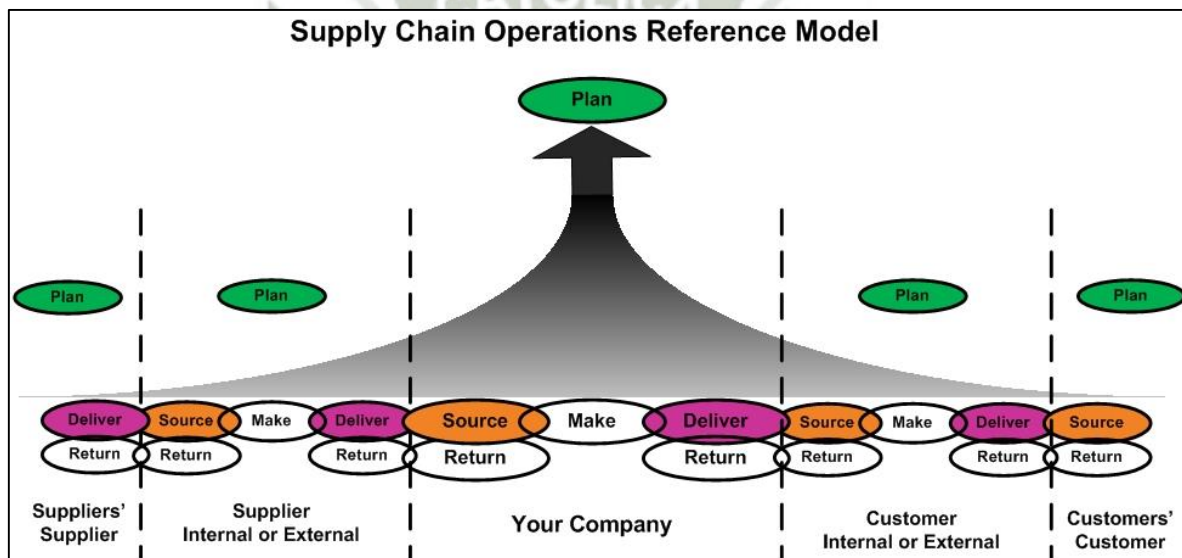 Supply Chain Operations Reference Model
Plan
Plan
Plan
Plan
Plan
Deliver
Source
Make
Deliver
Source
Make
Deliver
Source
Make
Deliver
Source
Return
Return
Return
Return
Return
Return
Return
Return
Suppliers'
Supplier
Supplier
Internal or External
Your Company
Customer
Internal or External
Customers'
Customer